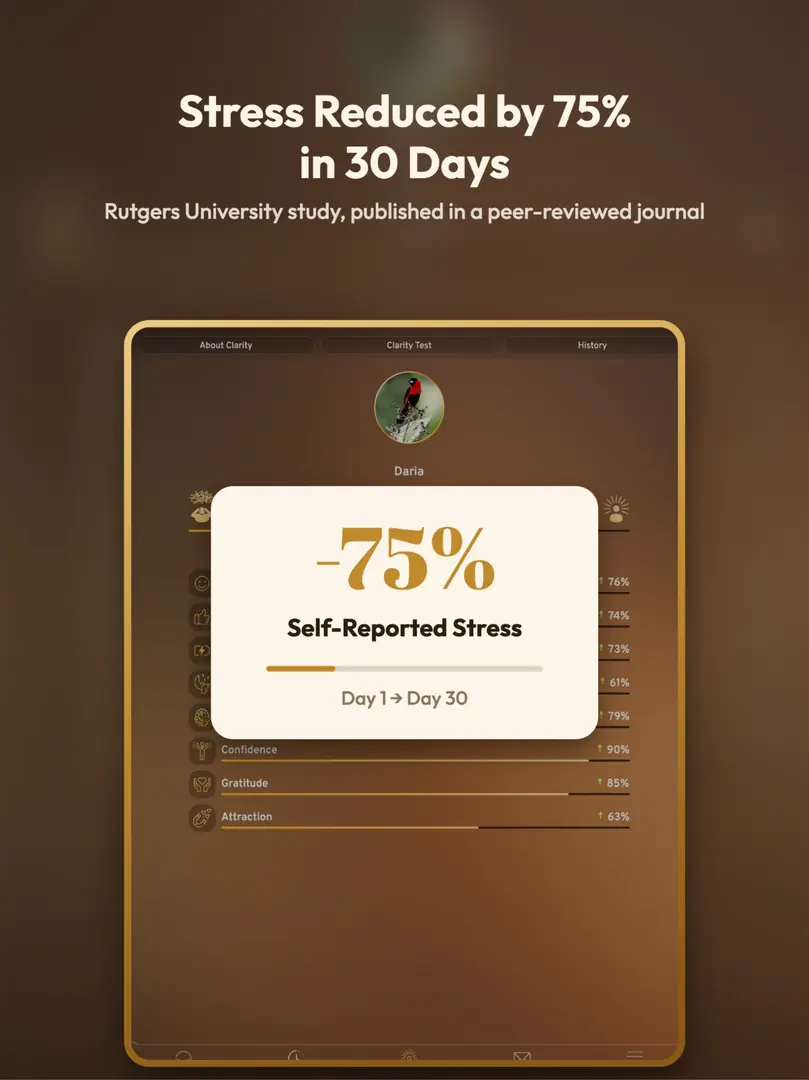 Stress Reduced by 75%
in 30 Days
Rutgers University study, published in a peer-reviewed journal
About Clarity
Clarity Test
History
Daria
-75%
Self-Reported Stress
Day 1 → Day 30
↑ 76%
↑ 74%
↑ 73%
↑ 61%
↑ 79%
Confidence ↑ 90%
Gratitude ↑ 85%
Attraction ↑ 63%